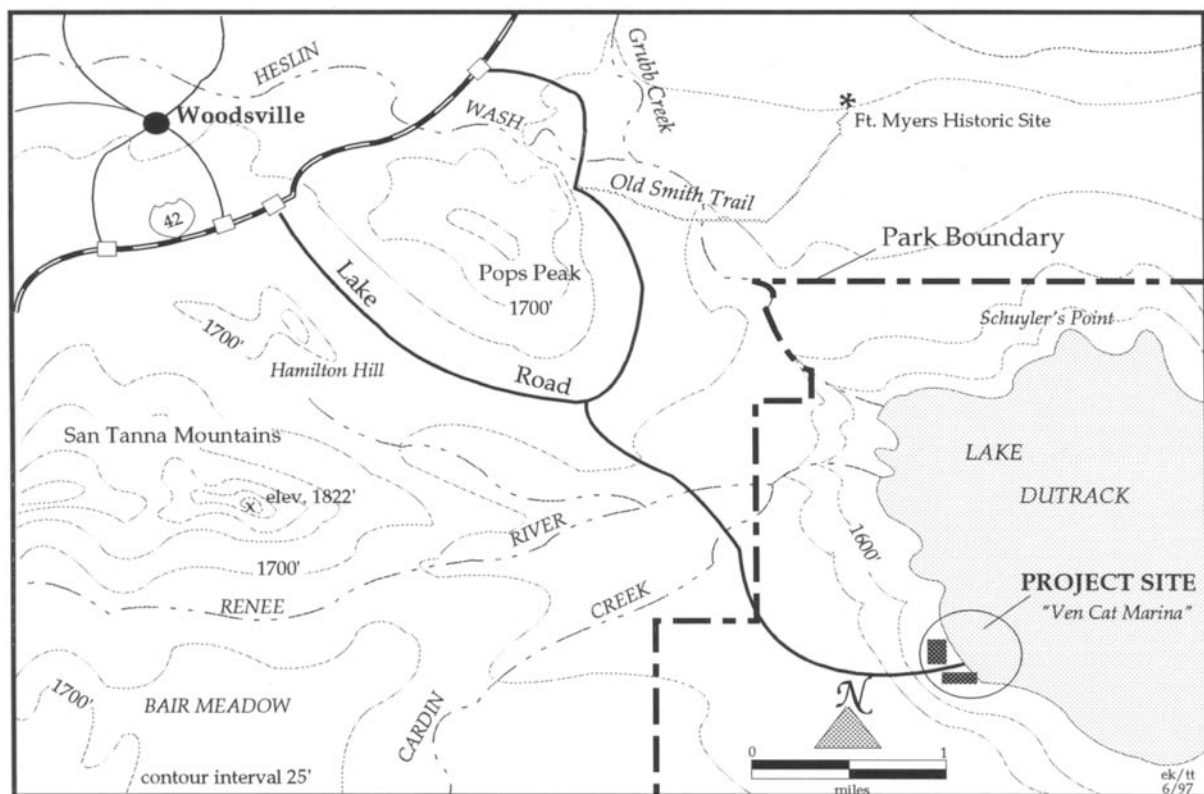 HESLIN
Grubb Creek
Woodsville
WASH
*
Ft. Myers Historic Site
Old Smith Trail
42
Park Boundary
Lake
Pops Peak
1700'
Schuyler's Point
1700'
Hamilton Hill
Road
San Tanna Mountains
LAKE
DUTRACK
x
elev, 1822'
RIVER
1600'
1700'
RENEE
CREEK
PROJECT SITE
"Ven Cat Marina"
1700'
BAIR MEADOW
CARDIN
N
0
1
contour interval 25'
miles
ek/tt
6/97